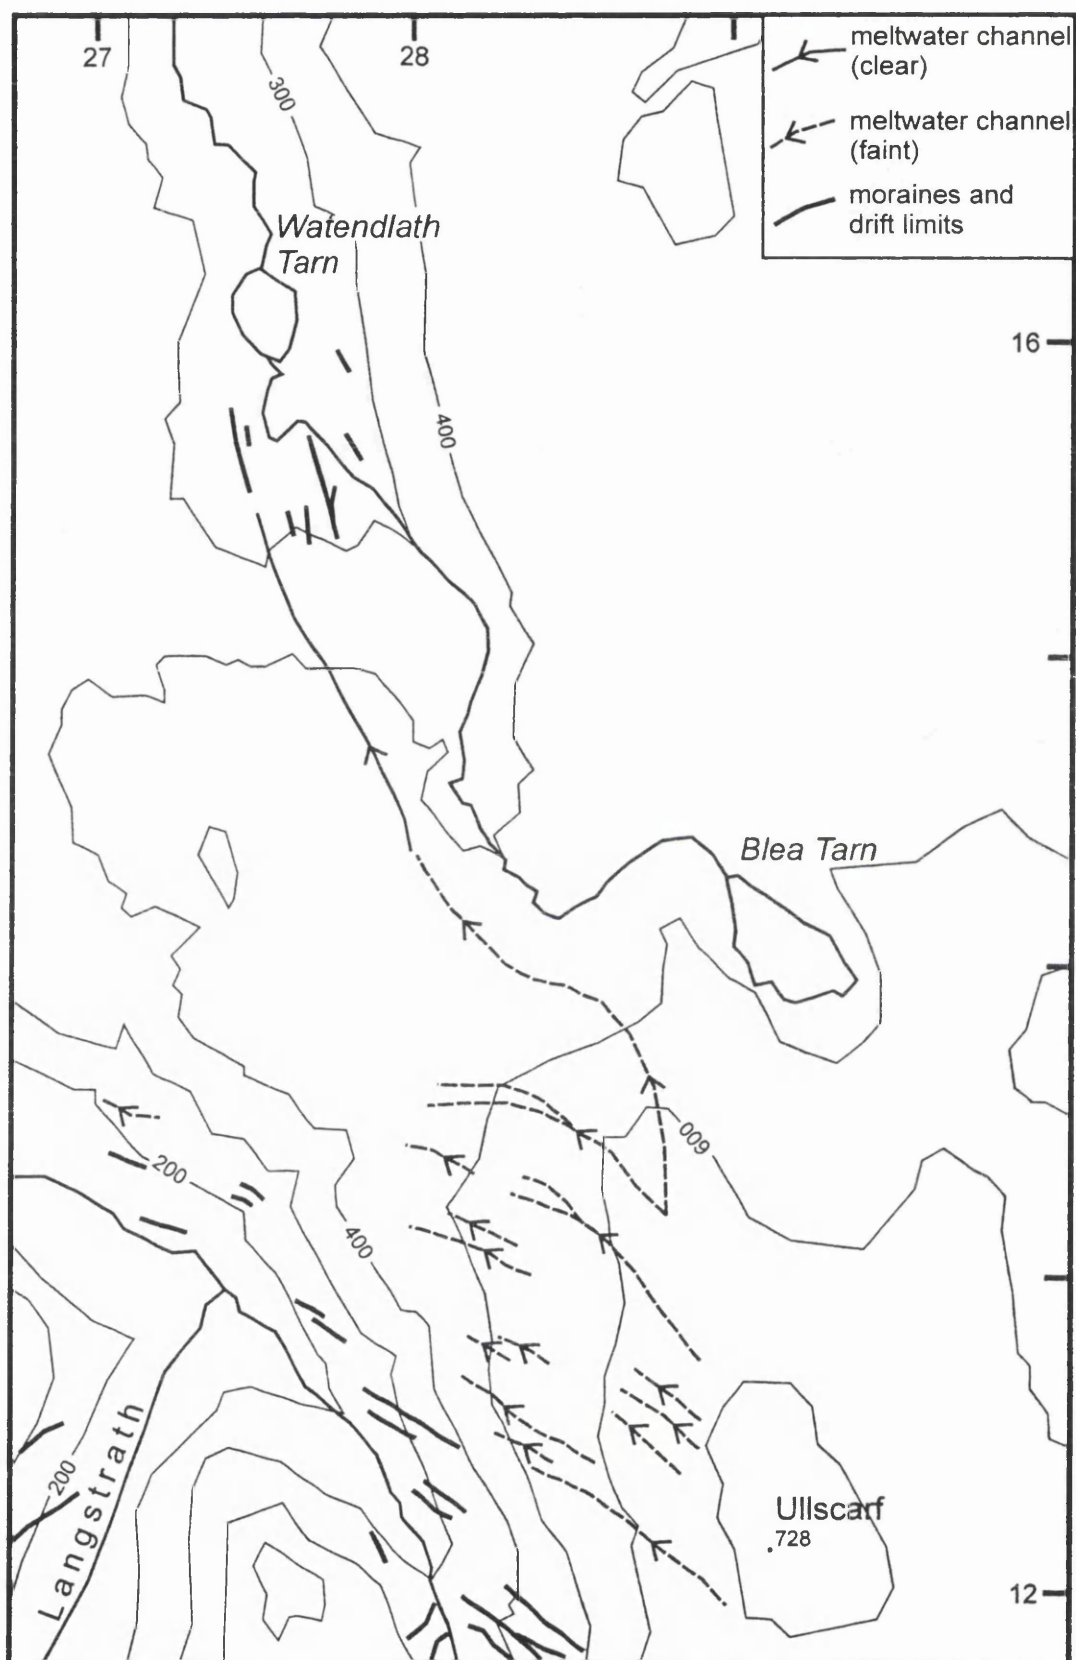 27
28
meltwater channel
(clear)
meltwater channel
(faint)
moraines and
drift limits
300
Watendlath
Tarn
16
400
Blea Tarn
600
200
400
Langstrath
200
Ullscarf
728
12